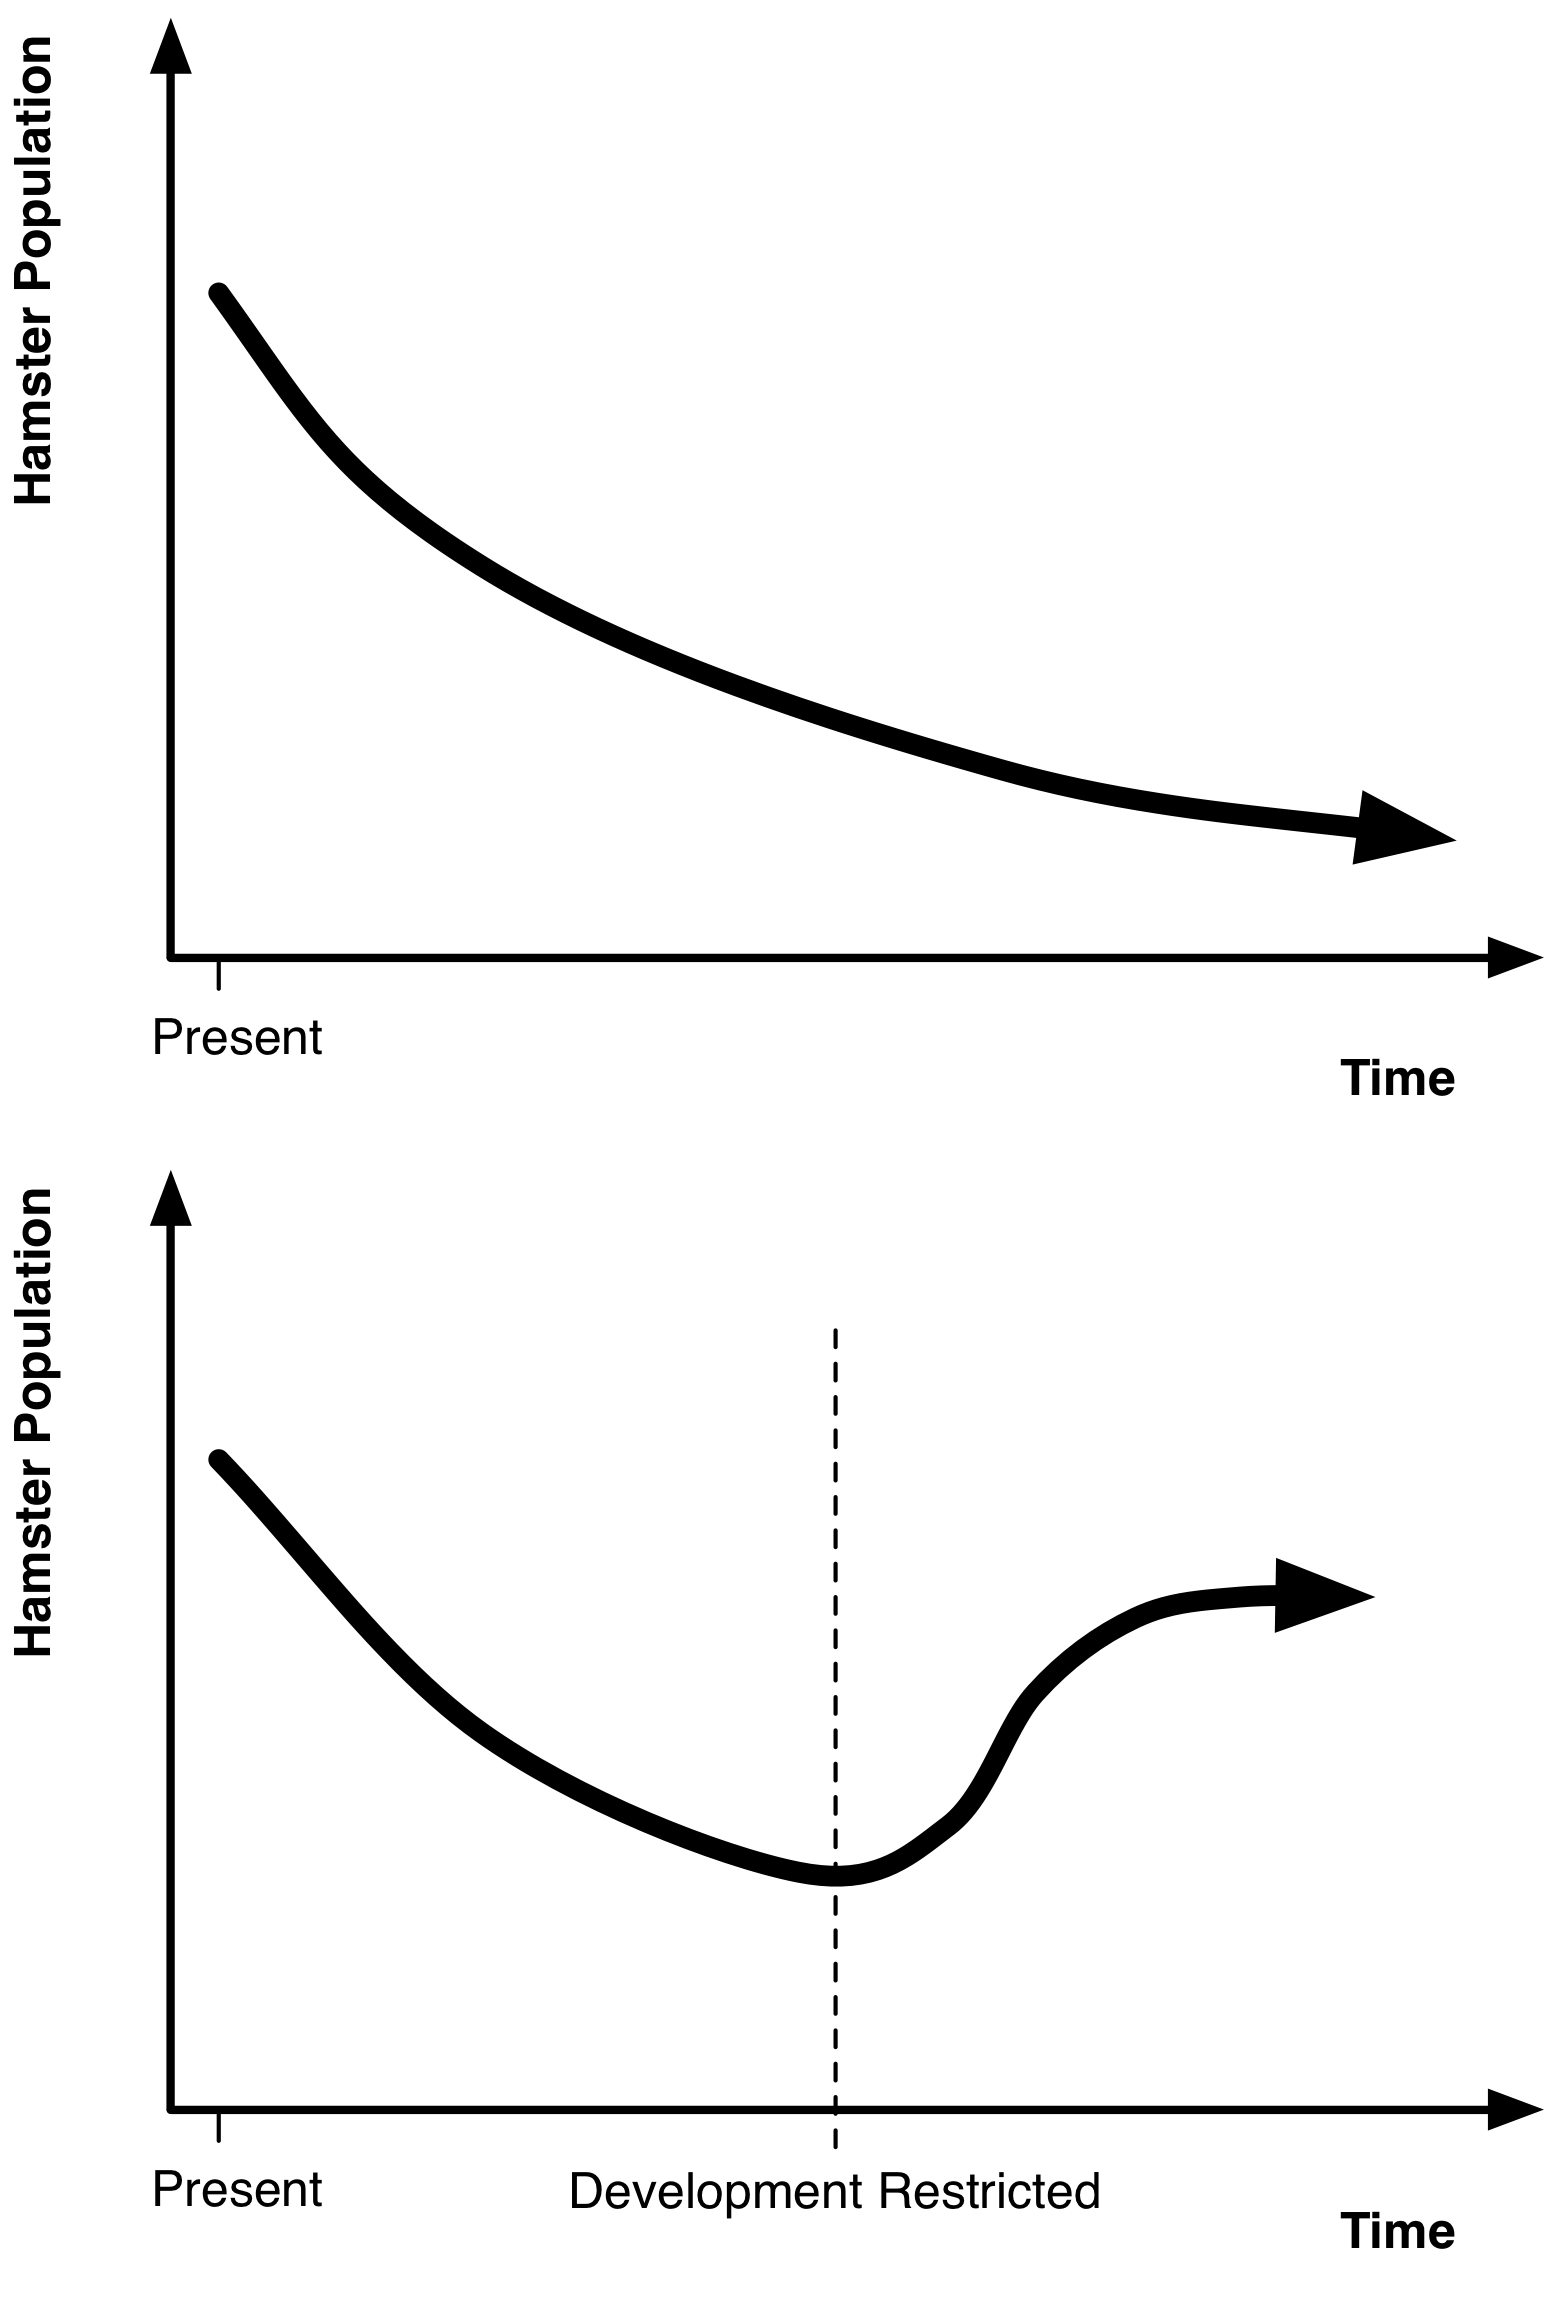 Hamster Population
Present
Time
Hamster Population
Present
Development Restricted
Time